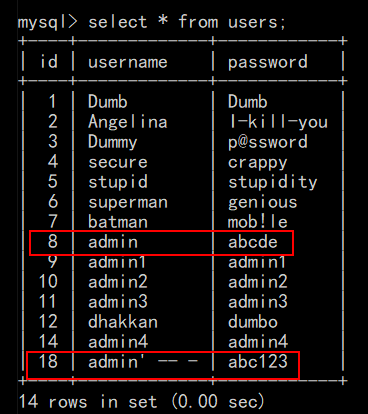 mysql> select * from users;
+----+---------------+------------+
| id | username      | password   |
+----+---------------+------------+
|  1 | Dumb          | Dumb       |
|  2 | Angelina      | I-kill-you |
|  3 | Dummy         | p@ssword   |
|  4 | secure        | crappy     |
|  5 | stupid        | stupidity  |
|  6 | superman      | genious    |
|  7 | batman        | mob!le     |
|  8 | admin         | abcde      |
|  9 | admin1        | admin1     |
| 10 | admin2        | admin2     |
| 11 | admin3        | admin3     |
| 12 | dhakkan       | dumbo      |
| 14 | admin4        | admin4     |
| 18 | admin' -- -   | abc123     |
+----+---------------+------------+
14 rows in set (0.00 sec)